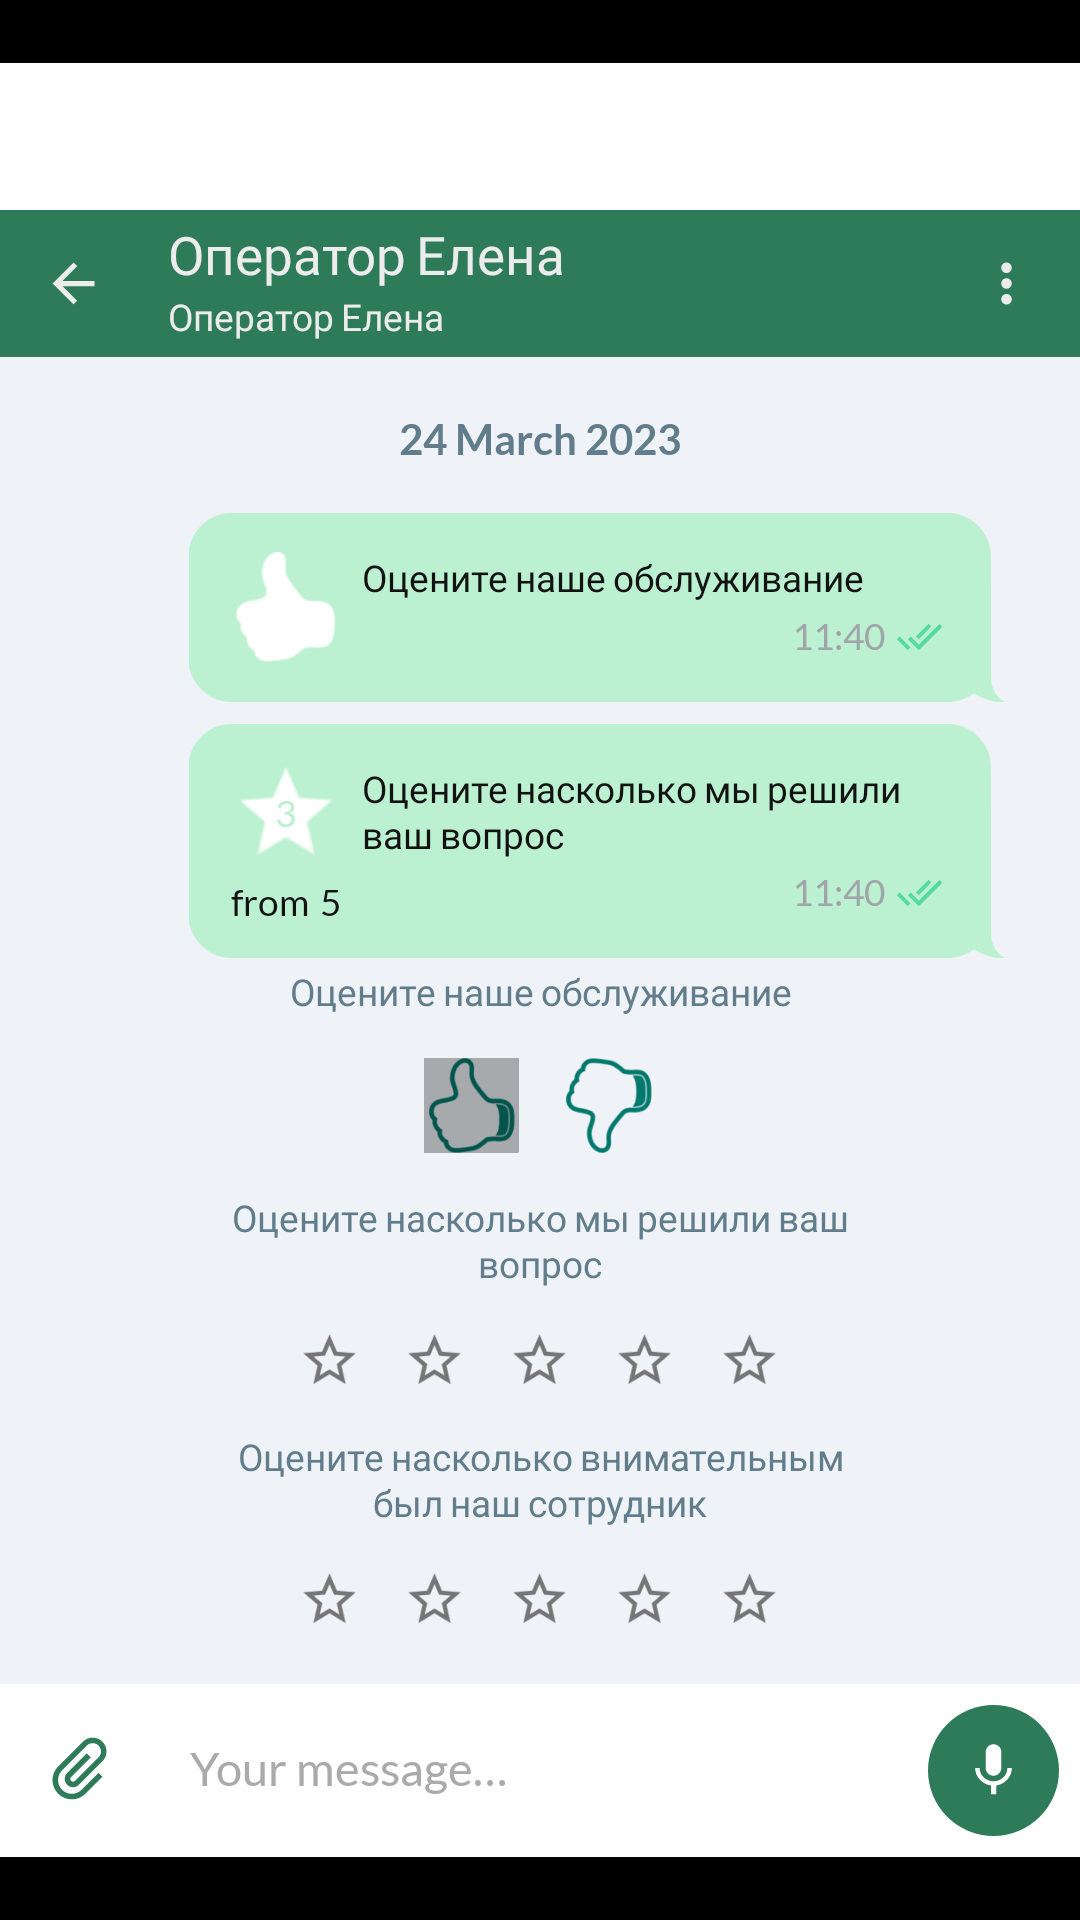 Оператор Елена
Оператор Елена
24 March 2023
Оцените наше обслуживание
11:40
3
Оцените насколько мы решили
ваш вопрос
from 5
11:40
Оцените наше обслуживание
Оцените насколько мы решили ваш
вопрос
Оцените насколько внимательным
был наш сотрудник
Your message...